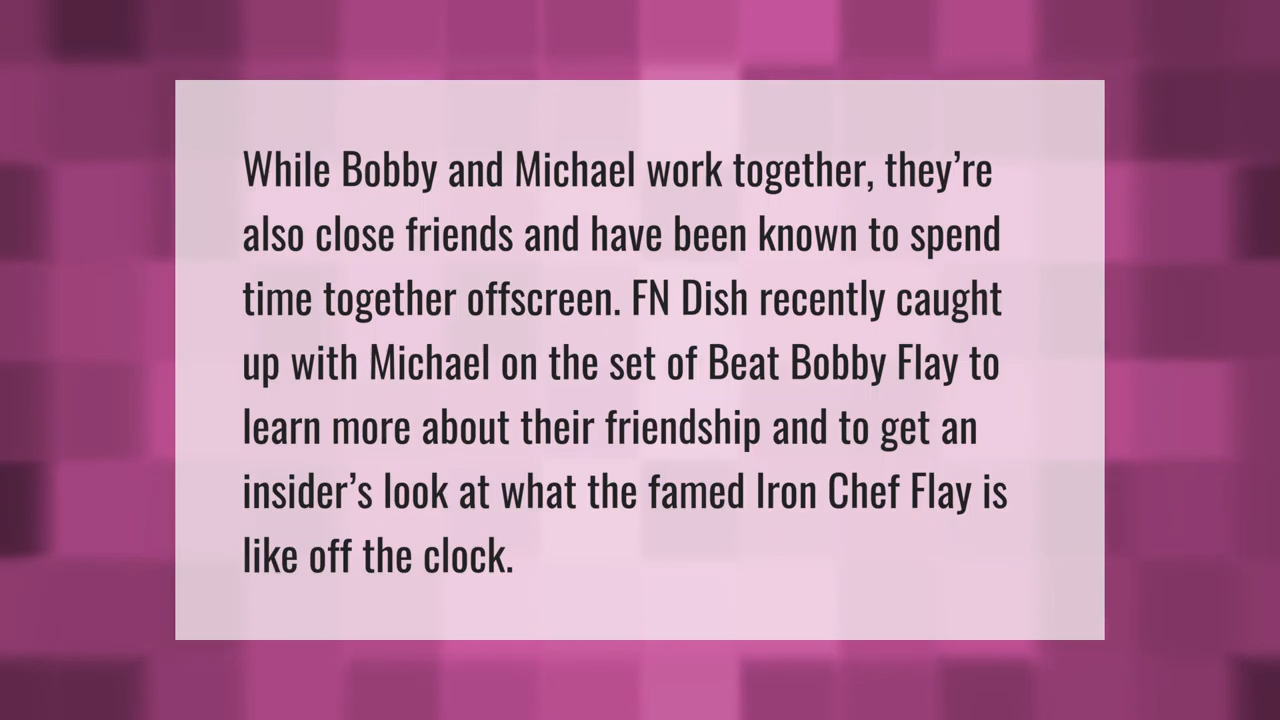 While Bobby and Michael work together, they’re
also close friends and have been known to spend
time together offscreen. FN Dish recently caught
up with Michael on the set of Beat Bobby Flay to
learn more about their friendship and to get an
insider’s look at what the famed Iron Chef Flay is
like off the clock.